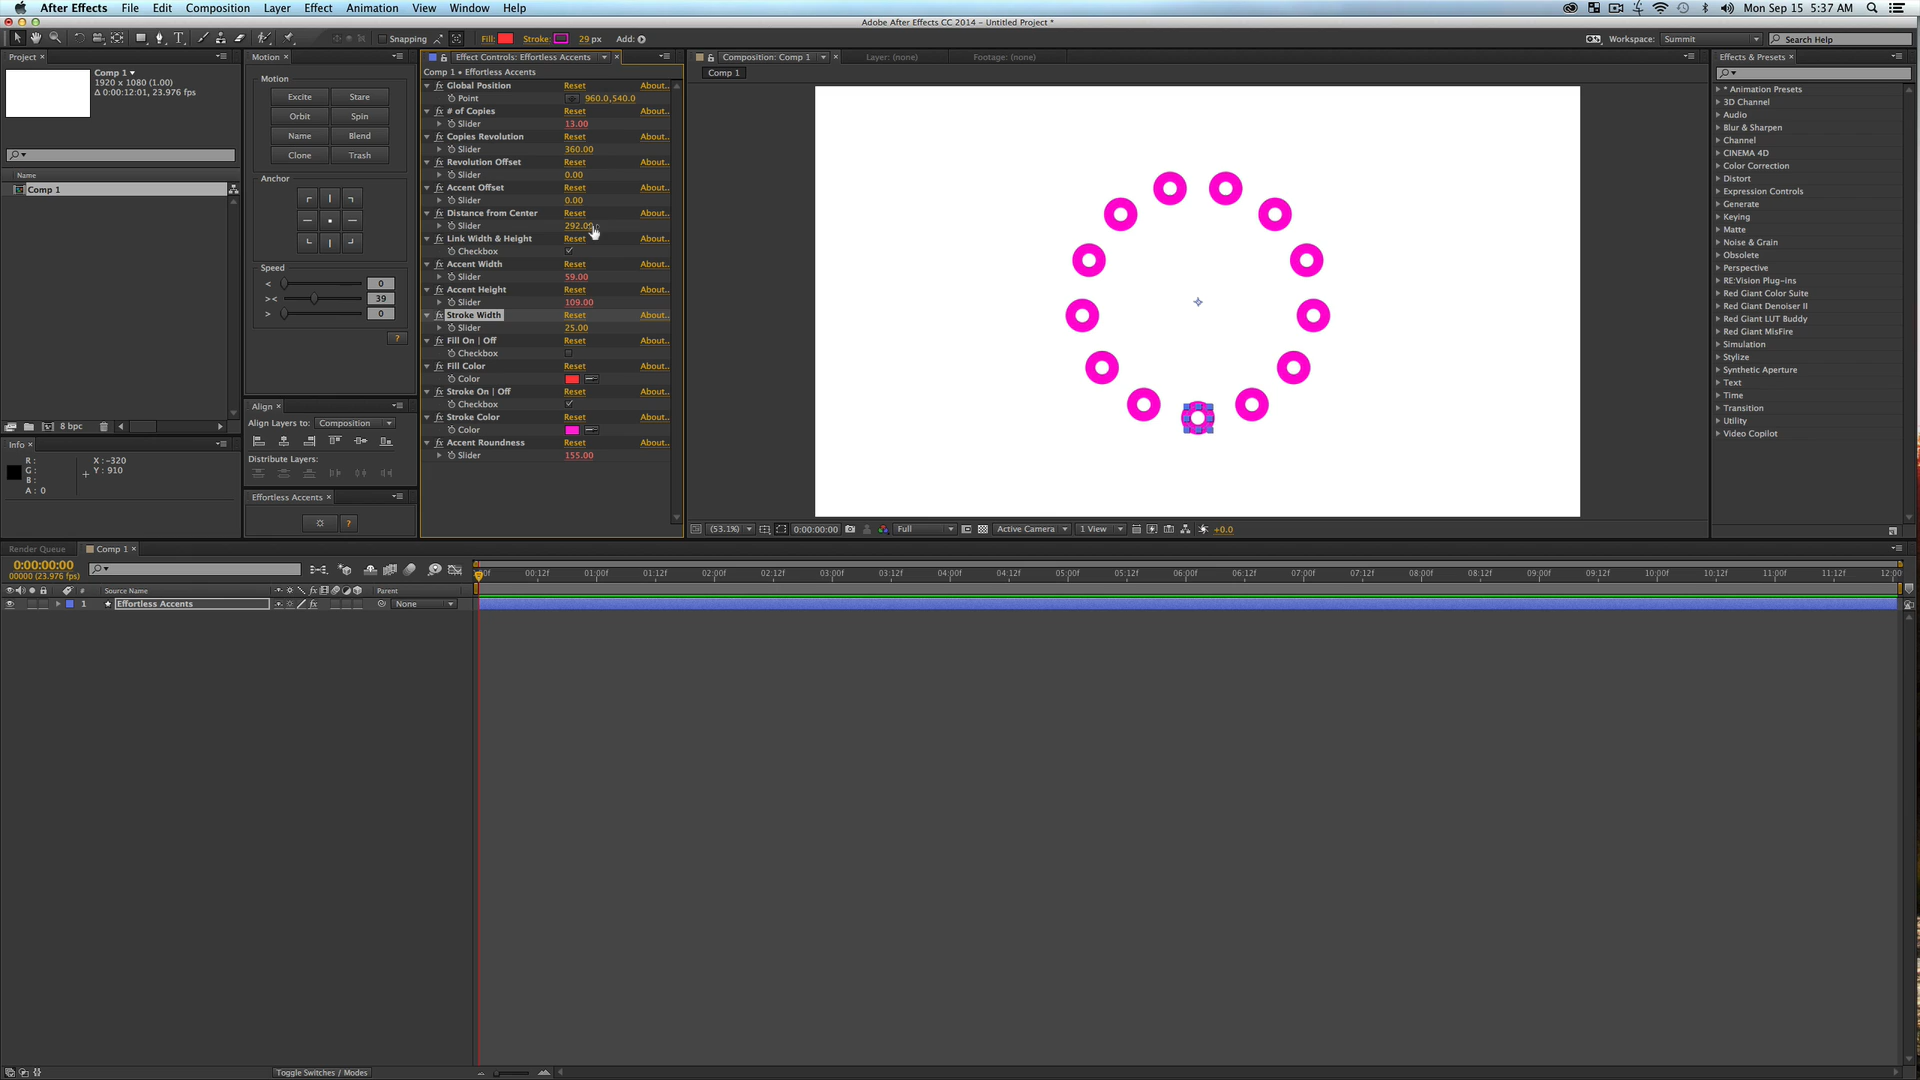 After Effects File Edit Composition Layer Effect Animation View Window Help Mon Sep 15 5:37 AM
Adobe After Effects CC 2014 - Untitled Project *
Snapping Fill: Stroke: 29 px Add: Workspace: Summit Search Help
Project
Comp 1
1920 x 1080 (1.00)
Δ 0:00:12:01, 23.976 fps
Name
Comp 1
8 bpc
Info
R :
G :
B :
A : 0
X : -320
Y : 910
Motion
Motion
Excite Stare
Orbit Spin
Name Blend
Clone Trash
Anchor
Speed
< 0
>< 39
> 0
?
Align
Align Layers to: Composition
Distribute Layers:
Effortless Accents
?
Effect Controls: Effortless Accents
Comp 1 • Effortless Accents
fx Global Position Reset About...
Point 960.0,540.0
fx # of Copies Reset About...
Slider 13.00
fx Copies Revolution Reset About...
Slider 360.00
fx Revolution Offset Reset About...
Slider 0.00
fx Accent Offset Reset About...
Slider 0.00
fx Distance from Center Reset About...
Slider 292.00
fx Link Width & Height Reset About...
Checkbox
fx Accent Width Reset About...
Slider 59.00
fx Accent Height Reset About...
Slider 109.00
fx Stroke Width Reset About...
Slider 25.00
fx Fill On | Off Reset About...
Checkbox
fx Fill Color Reset About...
Color
fx Stroke On | Off Reset About...
Checkbox
fx Stroke Color Reset About...
Color
fx Accent Roundness Reset About...
Slider 155.00
Composition: Comp 1 Layer: (none) Footage: (none)
Comp 1
(53.1%) 0:00:00:00 Full Active Camera 1 View +0.0
Effects & Presets
* Animation Presets
3D Channel
Audio
Blur & Sharpen
Channel
CINEMA 4D
Color Correction
Distort
Expression Controls
Generate
Keying
Matte
Noise & Grain
Obsolete
Perspective
RE:Vision Plug-ins
Red Giant Color Suite
Red Giant Denoiser II
Red Giant LUT Buddy
Red Giant MisFire
Simulation
Stylize
Synthetic Aperture
Text
Time
Transition
Utility
Video Copilot
Render Queue Comp 1
0:00:00:00
00000 (23.976 fps)
00:12f 01:00f 01:12f 02:00f 02:12f 03:00f 03:12f 04:00f 04:12f 05:00f 05:12f 06:00f 06:12f 07:00f 07:12f 08:00f 08:12f 09:00f 09:12f 10:00f 10:12f 11:00f 11:12f 12:00
# Source Name Parent
1 Effortless Accents None
Toggle Switches / Modes